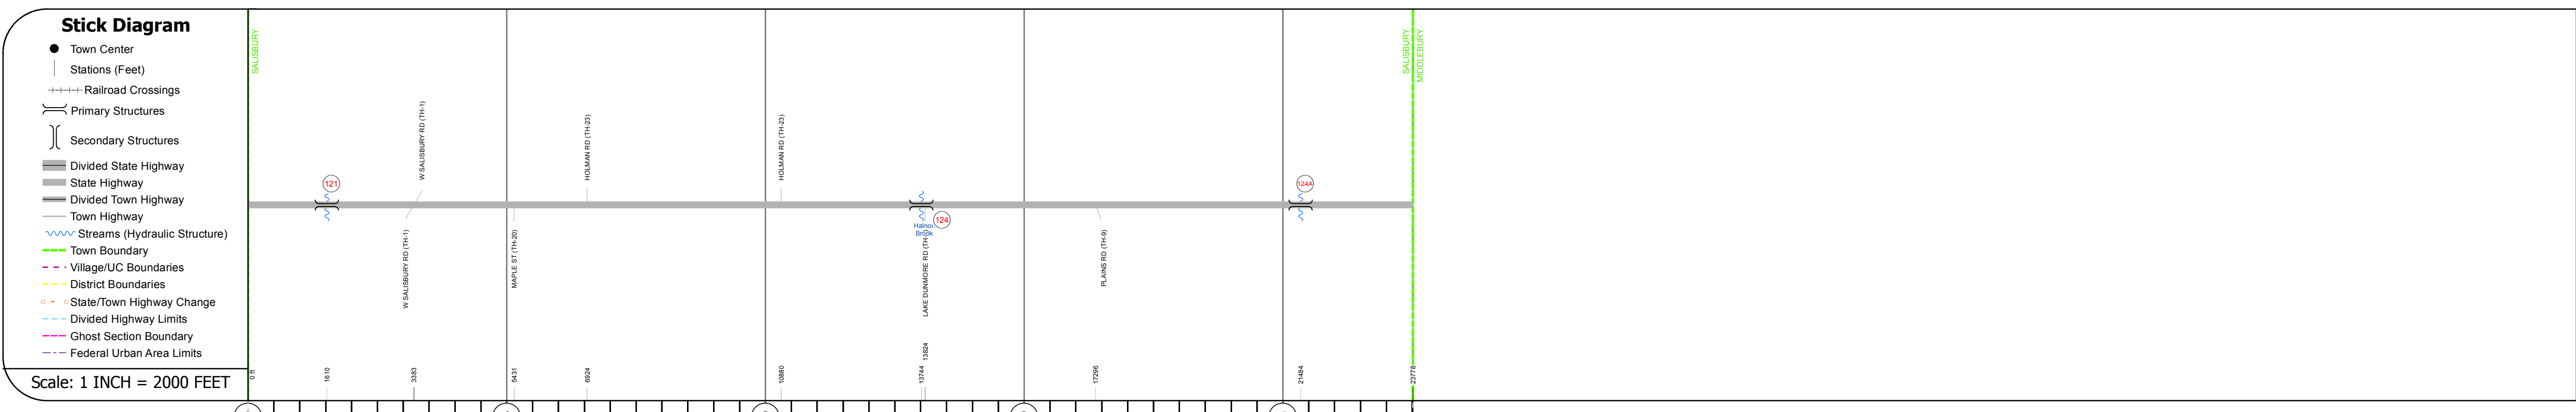 Stick Diagram
Town Center
Stations (Feet)
Railroad Crossings
Primary Structures
Secondary Structures
Divided State Highway
State Highway
Divided Town Highway
Town Highway
Streams (Hydraulic Structure)
Town Boundary
Village/UC Boundaries
District Boundaries
State/Town Highway Change
Divided Highway Limits
Ghost Section Boundary
Federal Urban Area Limits
Scale: 1 INCH = 2000 FEET
SALISBURY
SALISBURY
MIDDLEBURY
W SALISBURY RD (TH-1)
HOLMAN RD (TH-23)
HOLMAN RD (TH-23)
121
124
124A
Brook
W SALISBURY RD (TH-1)
MAPLE ST (TH-20)
LAKE DUNMORE RD
PLAINS RD (TH-9)
0 ft
1610
3383
5431
6924
10880
13744
13824
17296
21484
23778